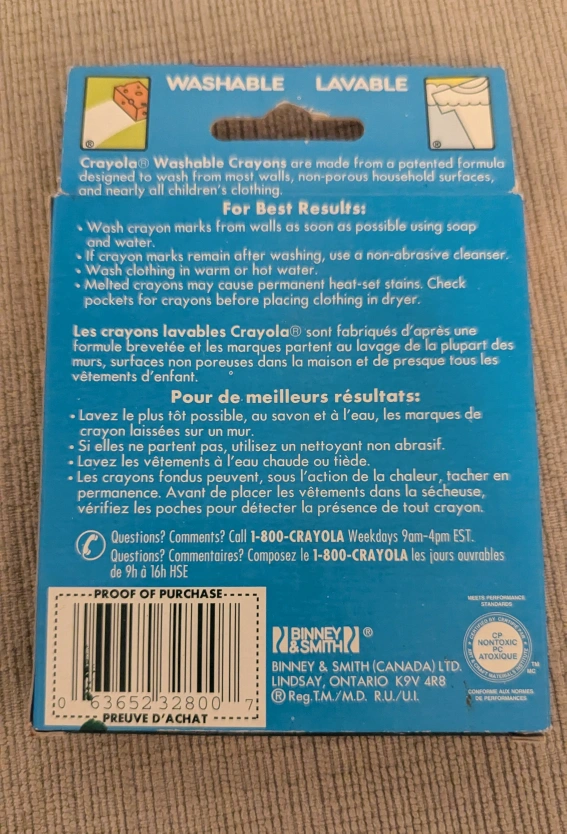 WASHABLE LAVABLE
®
®
Crayola® Washable Crayons are made from a patented formula
designed to wash from most walls, non-porous household surfaces,
and nearly all children's clothing.
For Best Results:
• Wash crayon marks from walls as soon as possible using soap
and water.
• If crayon marks remain after washing, use a non-abrasive cleanser.
• Wash clothing in warm or hot water.
• Melted crayons may cause permanent heat-set stains. Check
pockets for crayons before placing clothing in dryer.
Les crayons lavables Crayola® sont fabriqués d'après une
formule brevetée et les marques partent au lavage de la plupart des
murs, surfaces non poreuses dans la maison et de presque tous les
vêtements d'enfant.
Pour de meilleurs résultats:
• Lavez le plus tôt possible, au savon et à l'eau, les marques de
crayon laissées sur un mur.
• Si elles ne partent pas, utilisez un nettoyant non abrasif.
• Lavez les vêtements à l'eau chaude ou tiède.
• Les crayons fondus peuvent, sous l'action de la chaleur, tacher en
permanence. Avant de placer les vêtements dans la sécheuse,
vérifiez les poches pour détecter la présence de tout crayon.
Questions? Comments? Call 1-800-CRAYOLA Weekdays 9am-4pm EST.
Questions? Commentaires? Composez le 1-800-CRAYOLA les jours ouvrables
de 9h à 16h HSE
PROOF OF PURCHASE
0 63652 32800 7
PREUVE D'ACHAT
BINNEY
& SMITH ®
BINNEY & SMITH (CANADA) LTD.
LINDSAY, ONTARIO K9V 4R8
® Reg.T.M./M.D. R.U./U.I.
MEETS PERFORMANCE
STANDARDS
CP
NONTOXIC
PC
ATOXIQUE
TM
MC
CONFORME AUX NORMES
DE PERFORMANCES